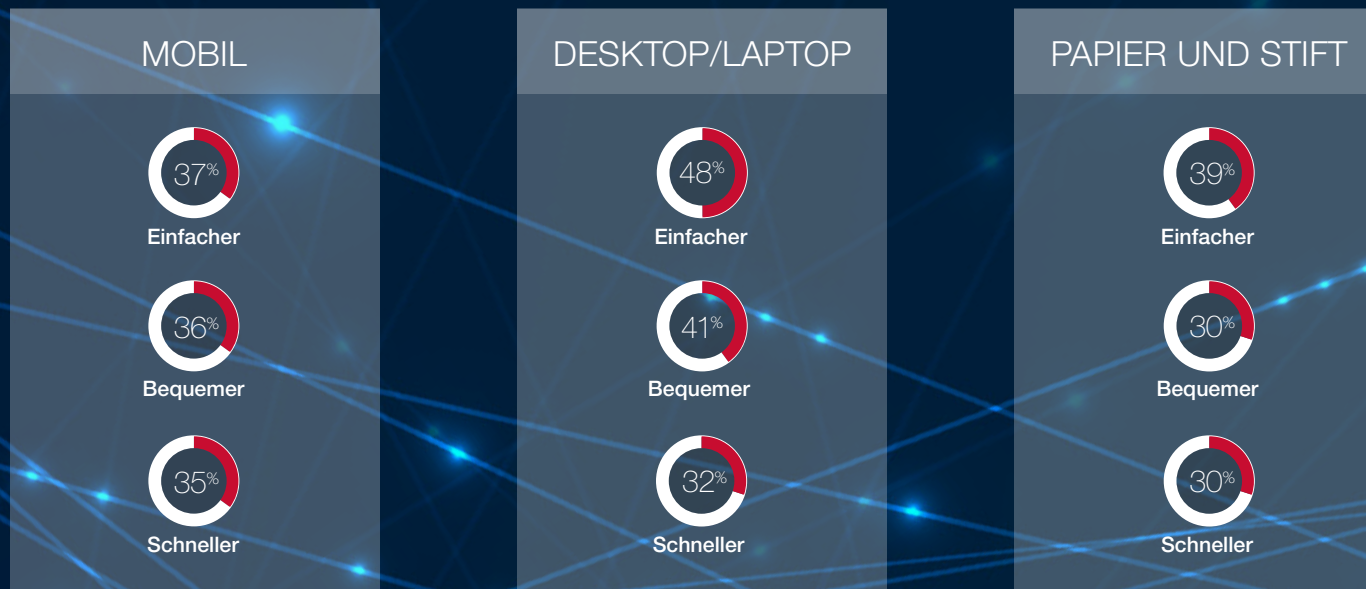 MOBIL
37%
Einfacher
36%
Bequemer
35%
Schneller
DESKTOP/LAPTOP
48%
Einfacher
41%
Bequemer
32%
Schneller
PAPIER UND STIFT
39%
Einfacher
30%
Bequemer
30%
Schneller